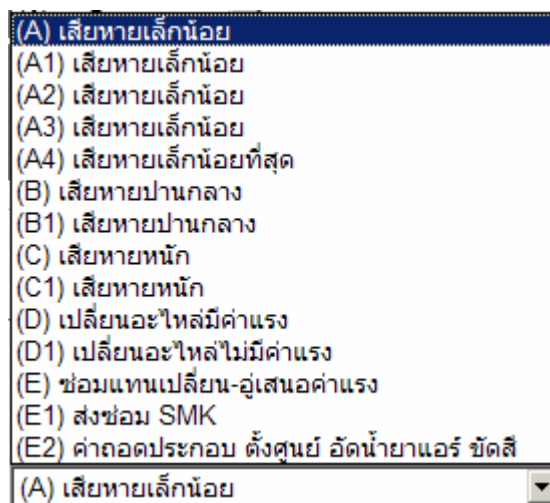 (A) เสียหายเล็กน้อย
(A1) เสียหายเล็กน้อย
(A2) เสียหายเล็กน้อย
(A3) เสียหายเล็กน้อย
(A4) เสียหายเล็กน้อยที่สุด
(B) เสียหายปานกลาง
(B1) เสียหายปานกลาง
(C) เสียหายหนัก
(C1) เสียหายหนัก
(D) เปลี่ยนอะไหล่มีค่าแรง
(D1) เปลี่ยนอะไหล่ไม่มีค่าแรง
(E) ซ่อมแทนเปลี่ยน-อู่เสนอค่าแรง
(E1) ส่งซ่อม SMK
(E2) ค่าถอดประกอบ ตั้งศูนย์ อัดน้ำยาแอร์ ขัดสี
(A) เสียหายเล็กน้อย